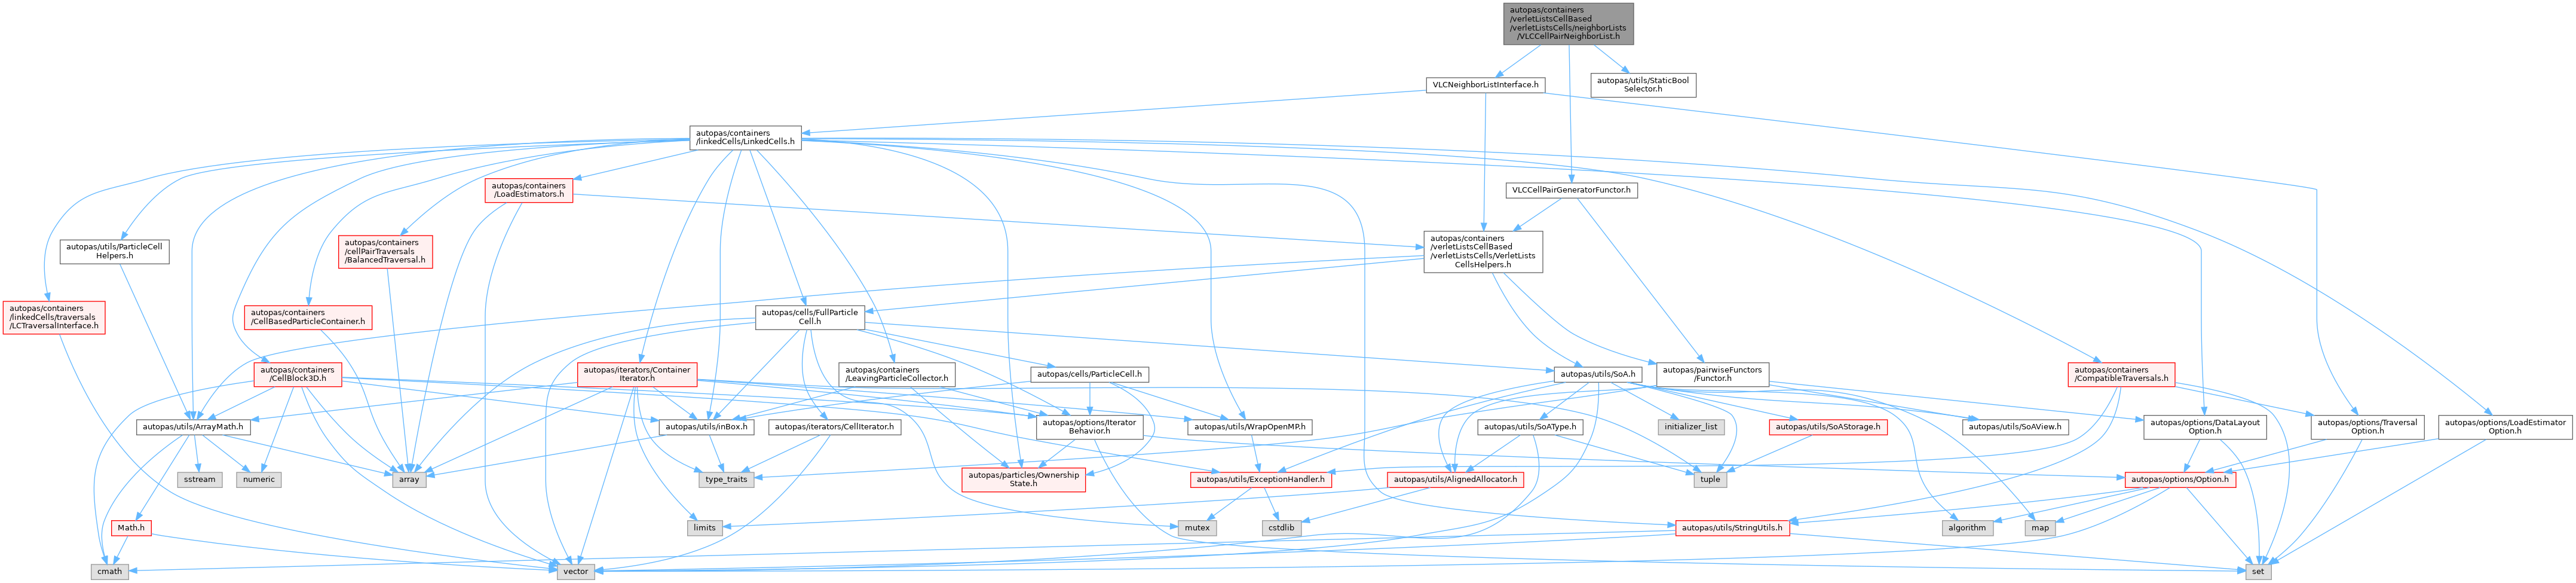 autopas/containers
/verletListsCellBased
/verletListsCells/neighborLists
/VLCCellPairNeighborList.h
VLCNeighborListInterface.h
autopas/utils/StaticBool
Selector.h
autopas/containers
/linkedCells/LinkedCells.h
autopas/containers
/LoadEstimators.h
VLCCellPairGeneratorFunctor.h
autopas/utils/ParticleCell
Helpers.h
autopas/containers
/cellPairTraversals
/BalancedTraversal.h
autopas/containers
/verletListsCellBased
/verletListsCells/VerletLists
CellsHelpers.h
autopas/containers
/linkedCells/traversals
/LCTraversalInterface.h
autopas/containers
/CellBasedParticleContainer.h
autopas/cells/FullParticle
Cell.h
autopas/containers
/CellBlock3D.h
autopas/iterators/Container
Iterator.h
autopas/containers
/LeavingParticleCollector.h
autopas/cells/ParticleCell.h
autopas/utils/SoA.h
autopas/pairwiseFunctors
/Functor.h
autopas/containers
/CompatibleTraversals.h
autopas/utils/ArrayMath.h
autopas/utils/inBox.h
autopas/iterators/CellIterator.h
autopas/options/Iterator
Behavior.h
autopas/utils/WrapOpenMP.h
autopas/utils/SoAType.h
initializer_list
autopas/utils/SoAStorage.h
autopas/utils/SoAView.h
autopas/options/DataLayout
Option.h
autopas/options/Traversal
Option.h
autopas/options/LoadEstimator
Option.h
sstream
numeric
array
type_traits
autopas/particles/Ownership
State.h
autopas/utils/ExceptionHandler.h
autopas/utils/AlignedAllocator.h
tuple
autopas/options/Option.h
Math.h
limits
mutex
cstdlib
autopas/utils/StringUtils.h
algorithm
map
cmath
vector
set